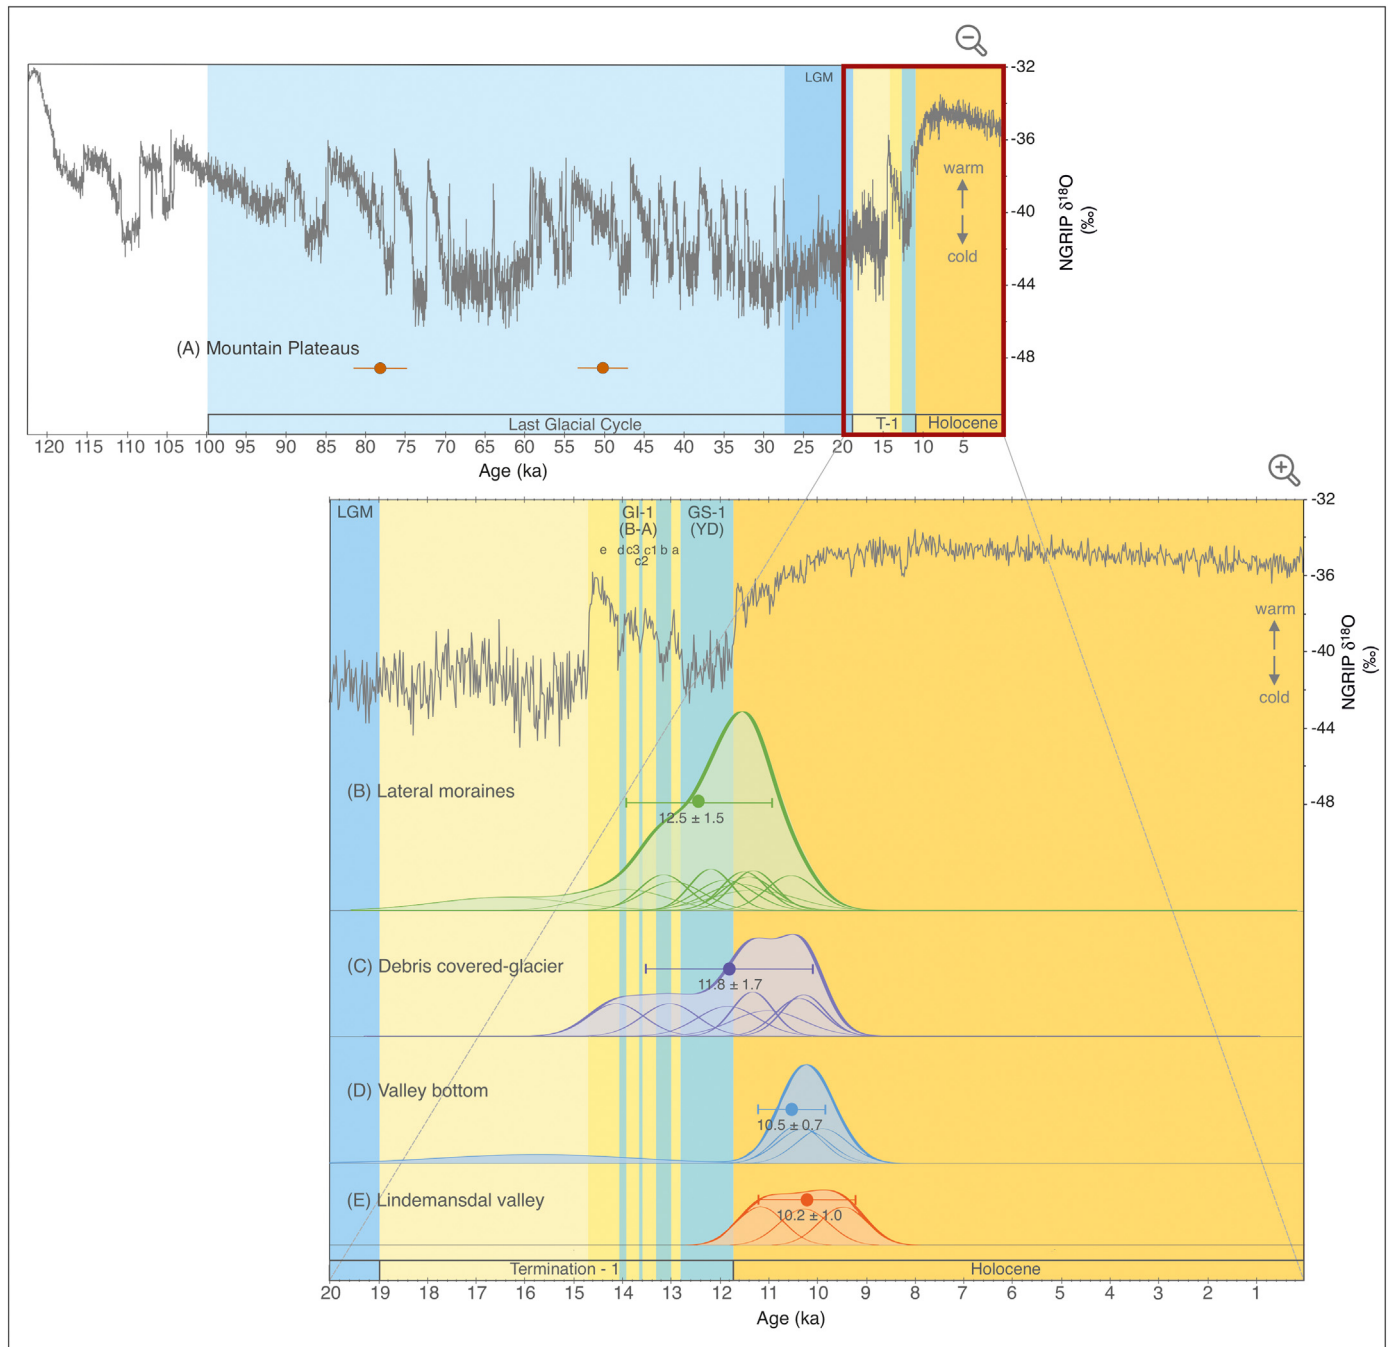 LGM
-32
-36
-40
-44
-48
warm
cold
NGRIP δ¹⁸O
(‰)
(A) Mountain Plateaus
Last Glacial Cycle
T-1
Holocene
120 115 110 105 100 95 90 85 80 75 70 65 60 55 50 45 40 35 30 25 20 15 10 5
Age (ka)
LGM
GI-1
(B-A)
GS-1
(YD)
e d c3 c1 b a
c2
-32
-36
-40
-44
-48
warm
cold
NGRIP δ¹⁸O
(‰)
(B) Lateral moraines
12.5 ± 1.5
(C) Debris covered-glacier
11.8 ± 1.7
(D) Valley bottom
10.5 ± 0.7
(E) Lindemansdal valley
10.2 ± 1.0
Termination - 1
Holocene
20 19 18 17 16 15 14 13 12 11 10 9 8 7 6 5 4 3 2 1
Age (ka)